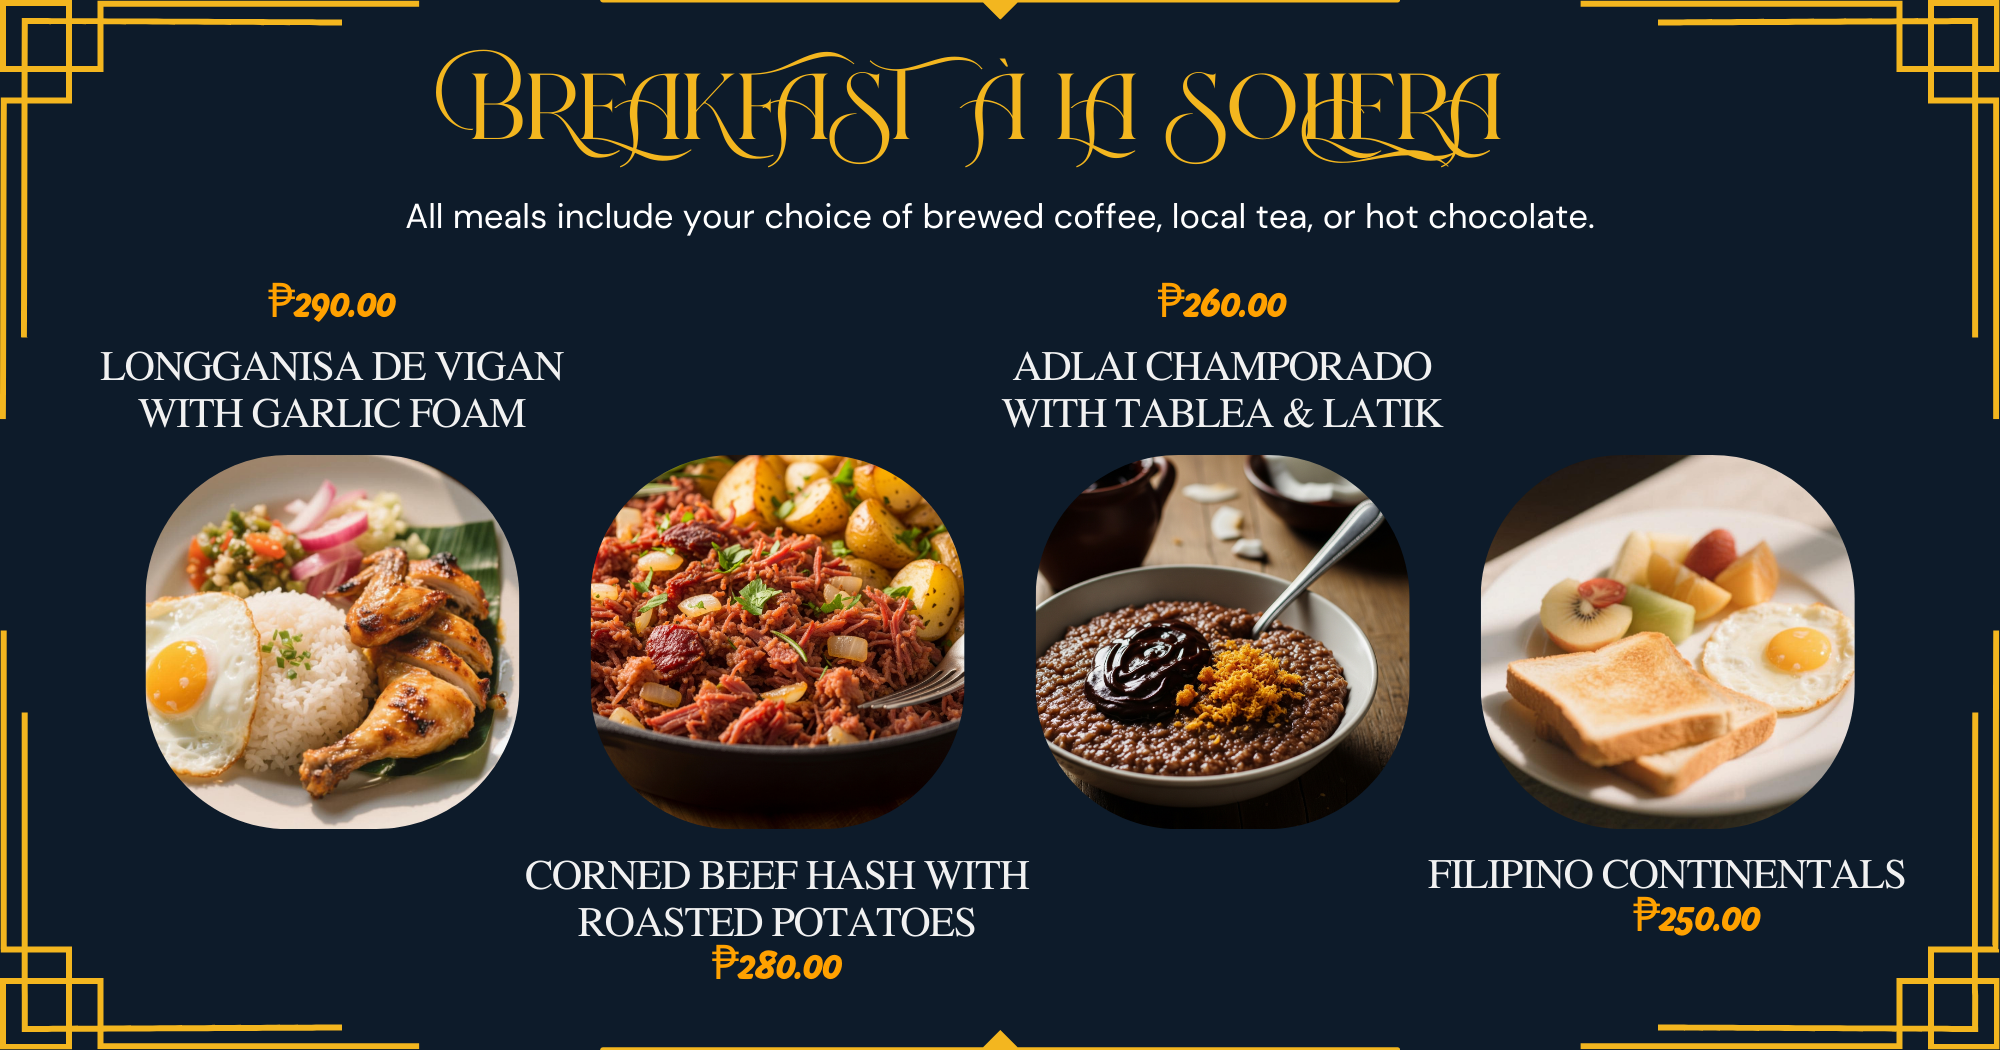 BREAKFAST À LA SOLIERA
All meals include your choice of brewed coffee, local tea, or hot chocolate.
₱290.00
LONGGANISA DE VIGAN
WITH GARLIC FOAM
₱260.00
ADLAI CHAMPORADO
WITH TABLEA & LATIK
CORNED BEEF HASH WITH
ROASTED POTATOES
₱280.00
FILIPINO CONTINENTALS
₱250.00